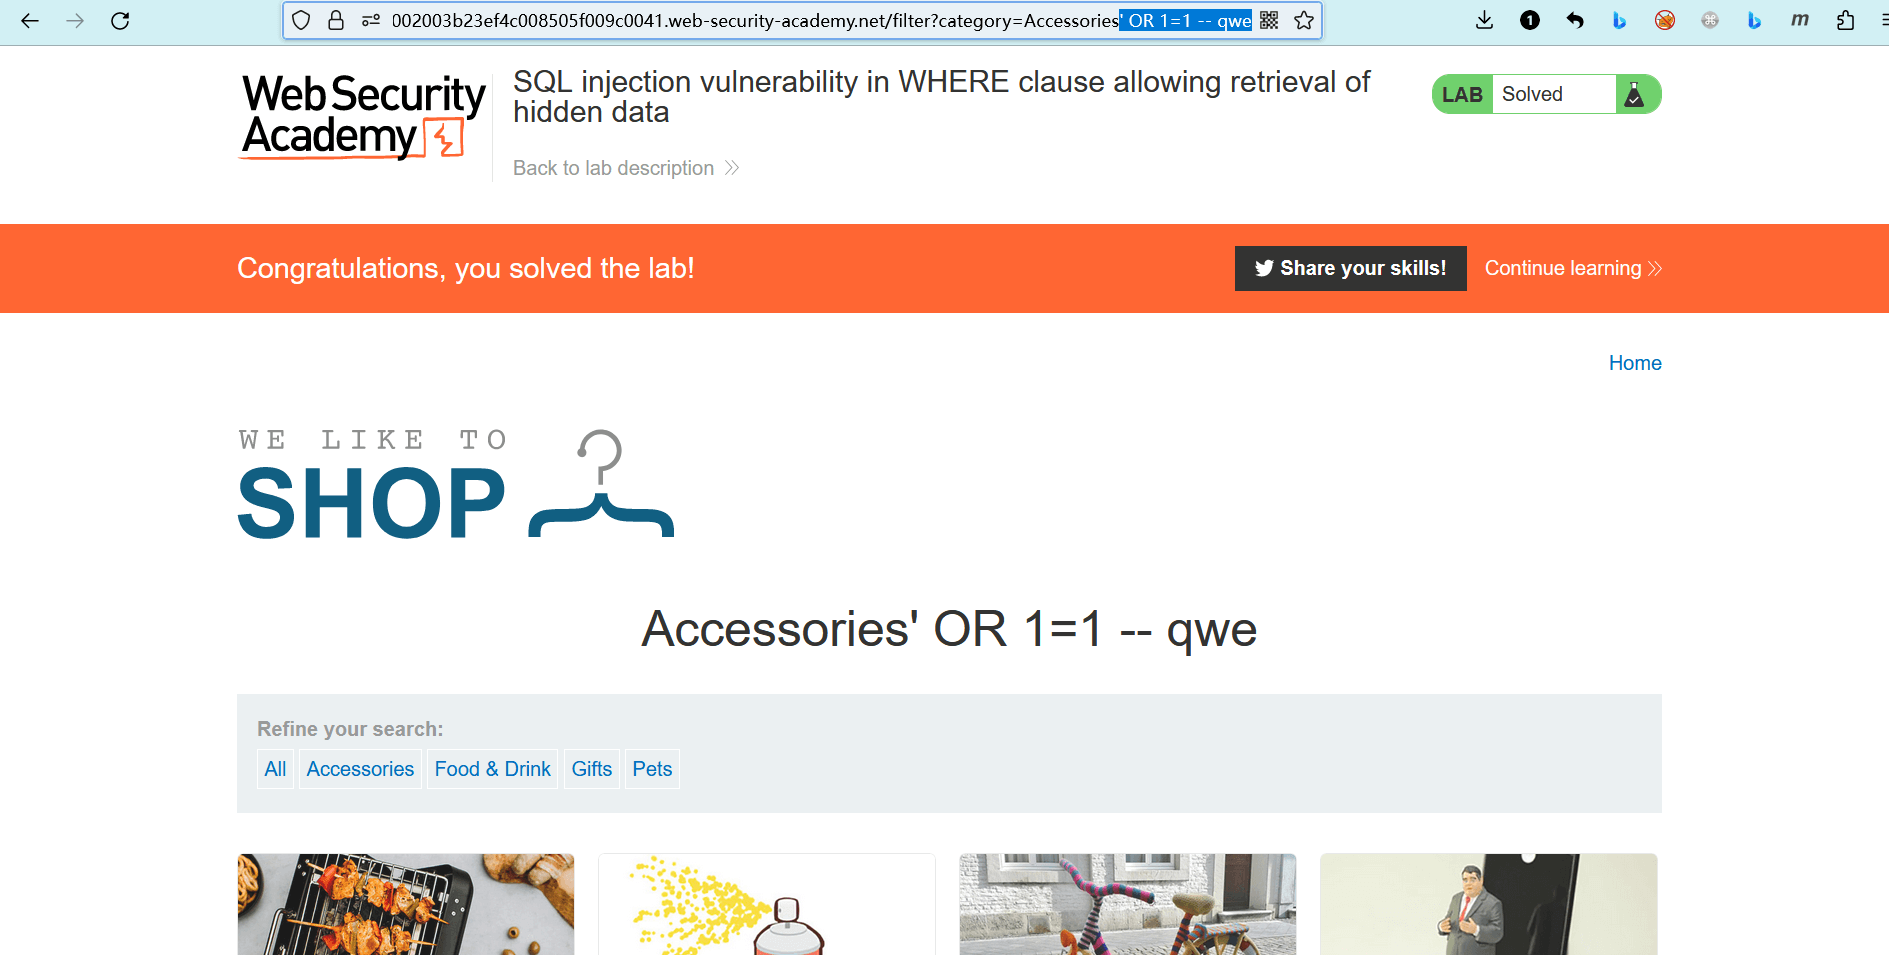 002003b23ef4c008505f009c0041.web-security-academy.net/filter?category=Accessories' OR 1=1 -- qwe
1
m
Web Security
Academy
SQL injection vulnerability in WHERE clause allowing retrieval of
hidden data
LAB Solved
Back to lab description
Congratulations, you solved the lab!
Share your skills!
Continue learning
Home
WE LIKE TO
SHOP
Accessories' OR 1=1 -- qwe
Refine your search:
All Accessories Food & Drink Gifts Pets